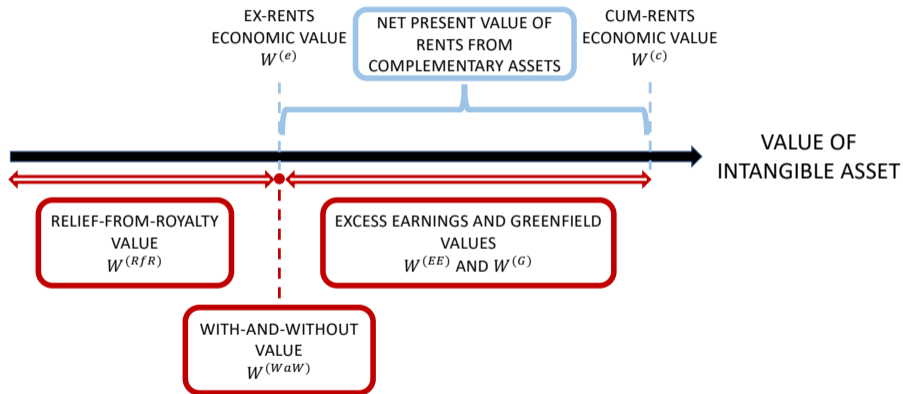 EX-RENTS
ECONOMIC VALUE
W^(e)
NET PRESENT VALUE OF
RENTS FROM
COMPLEMENTARY ASSETS
CUM-RENTS
ECONOMIC VALUE
W^(c)
VALUE OF
INTANGIBLE ASSET
RELIEF-FROM-ROYALTY
VALUE
W^(RfR)
EXCESS EARNINGS AND GREENFIELD
VALUES
W^(EE) AND W^(G)
WITH-AND-WITHOUT
VALUE
W^(WaW)